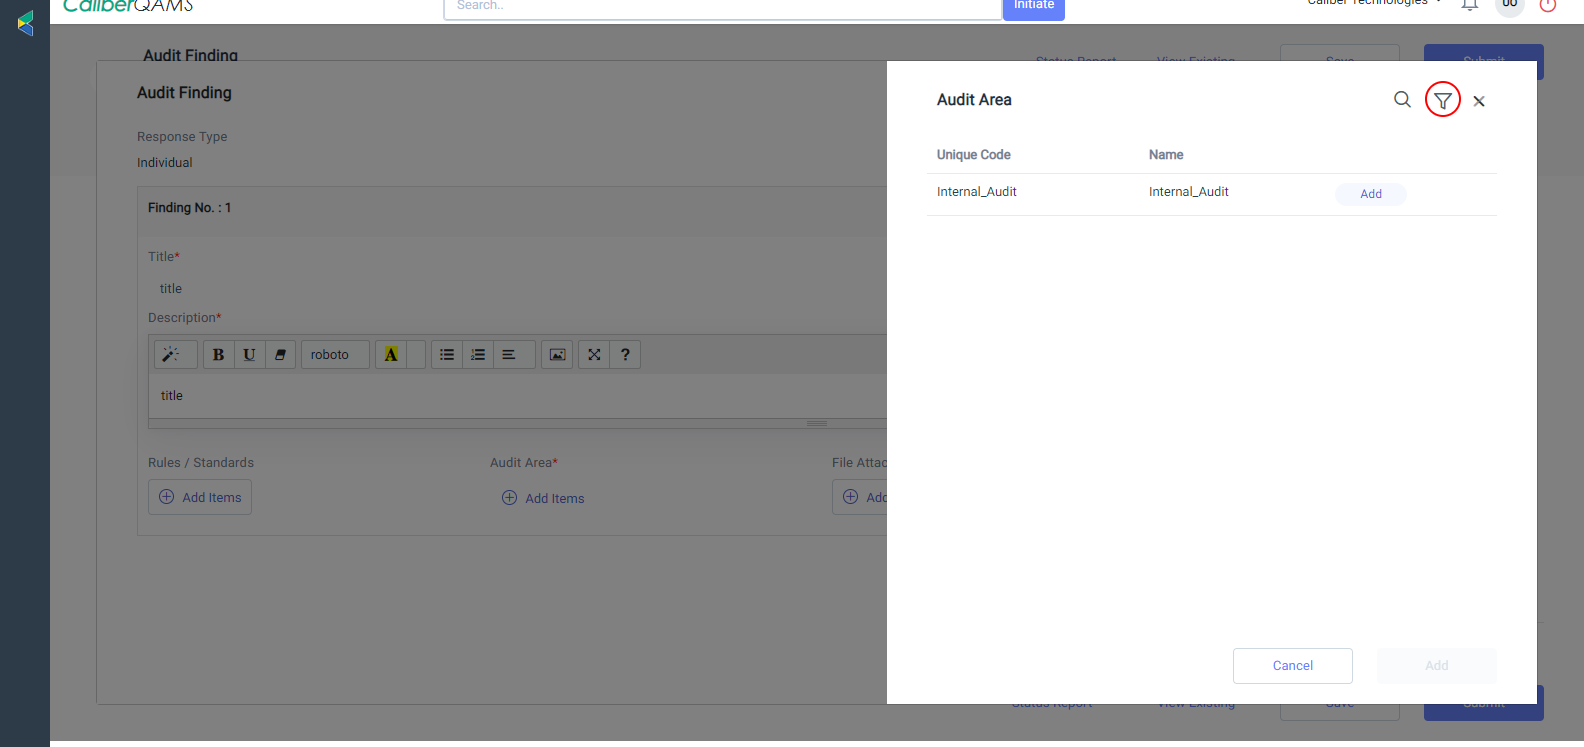 CaliberQAMS
Search..
Initiate
Caliber Technologies
00
Audit Finding
Status Report
View Existing
Save
Submit
Audit Finding
Response Type
Individual
Finding No. : 1
Title*
title
Description*
B U roboto A ?
title
Rules / Standards
Audit Area*
File Attac
Add Items
Add Items
Add
Audit Area
Unique Code
Name
Internal_Audit
Internal_Audit
Add
Cancel
Add
Status Report
View Existing
Save
Submit